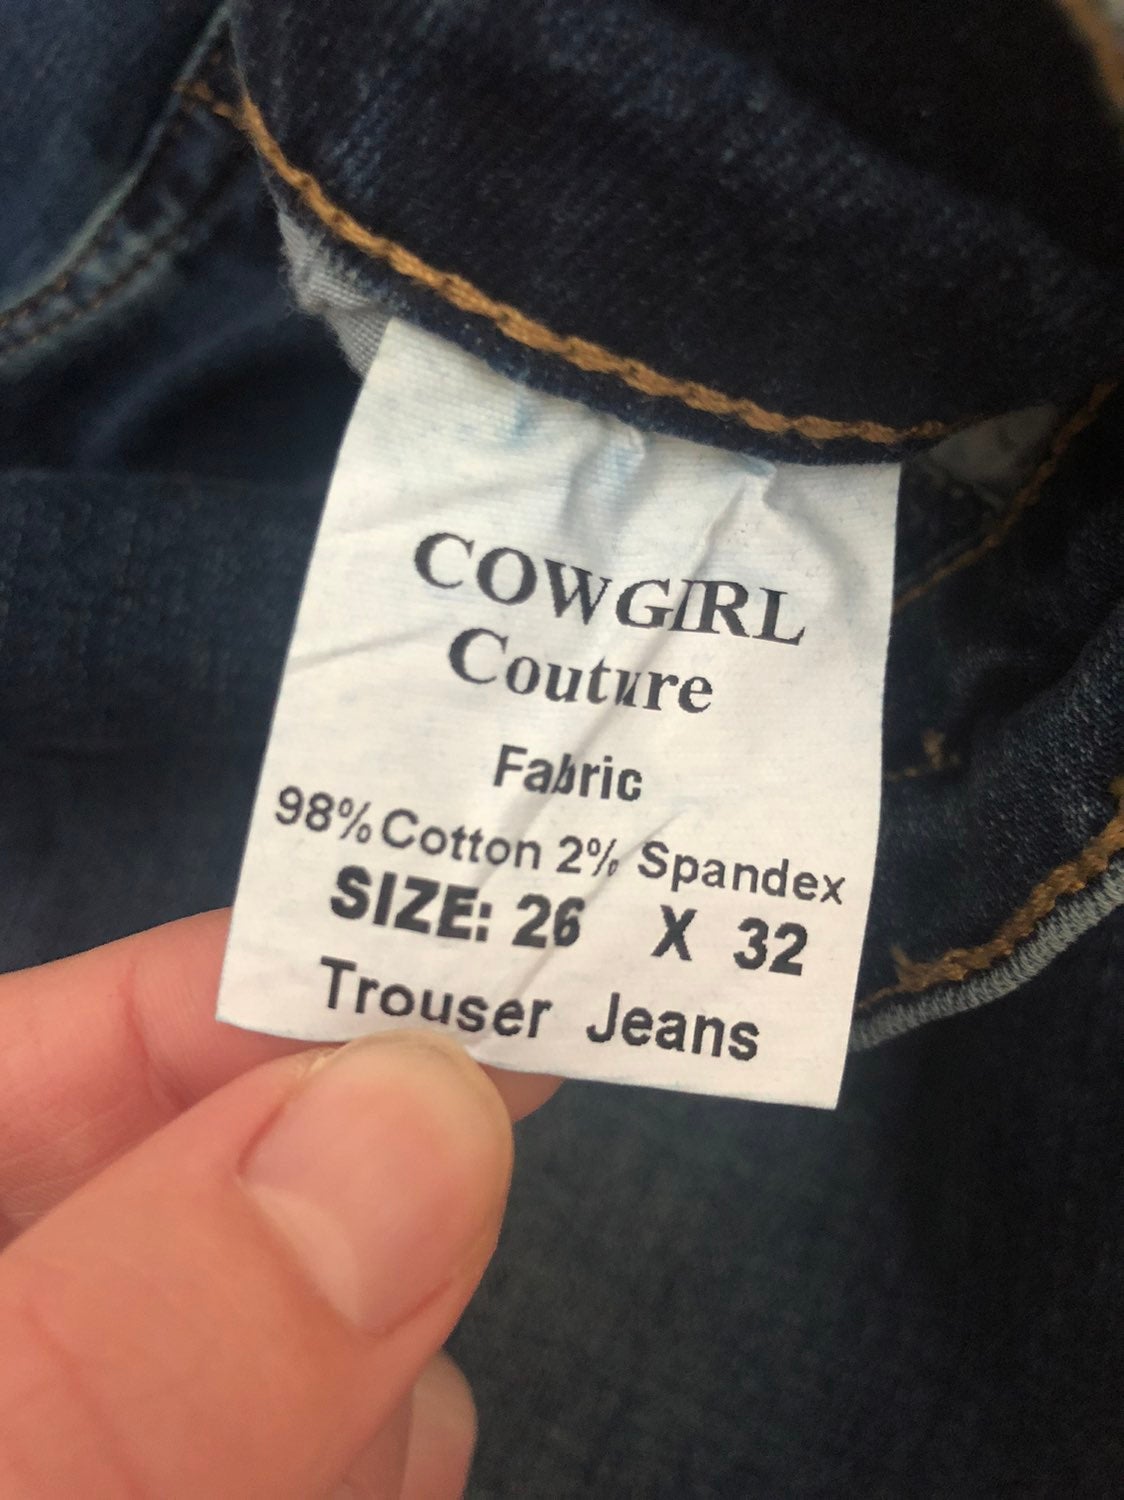 COWGIRL
Couture
Fabric
98% Cotton 2% Spandex
SIZE: 26 X 32
Trouser Jeans